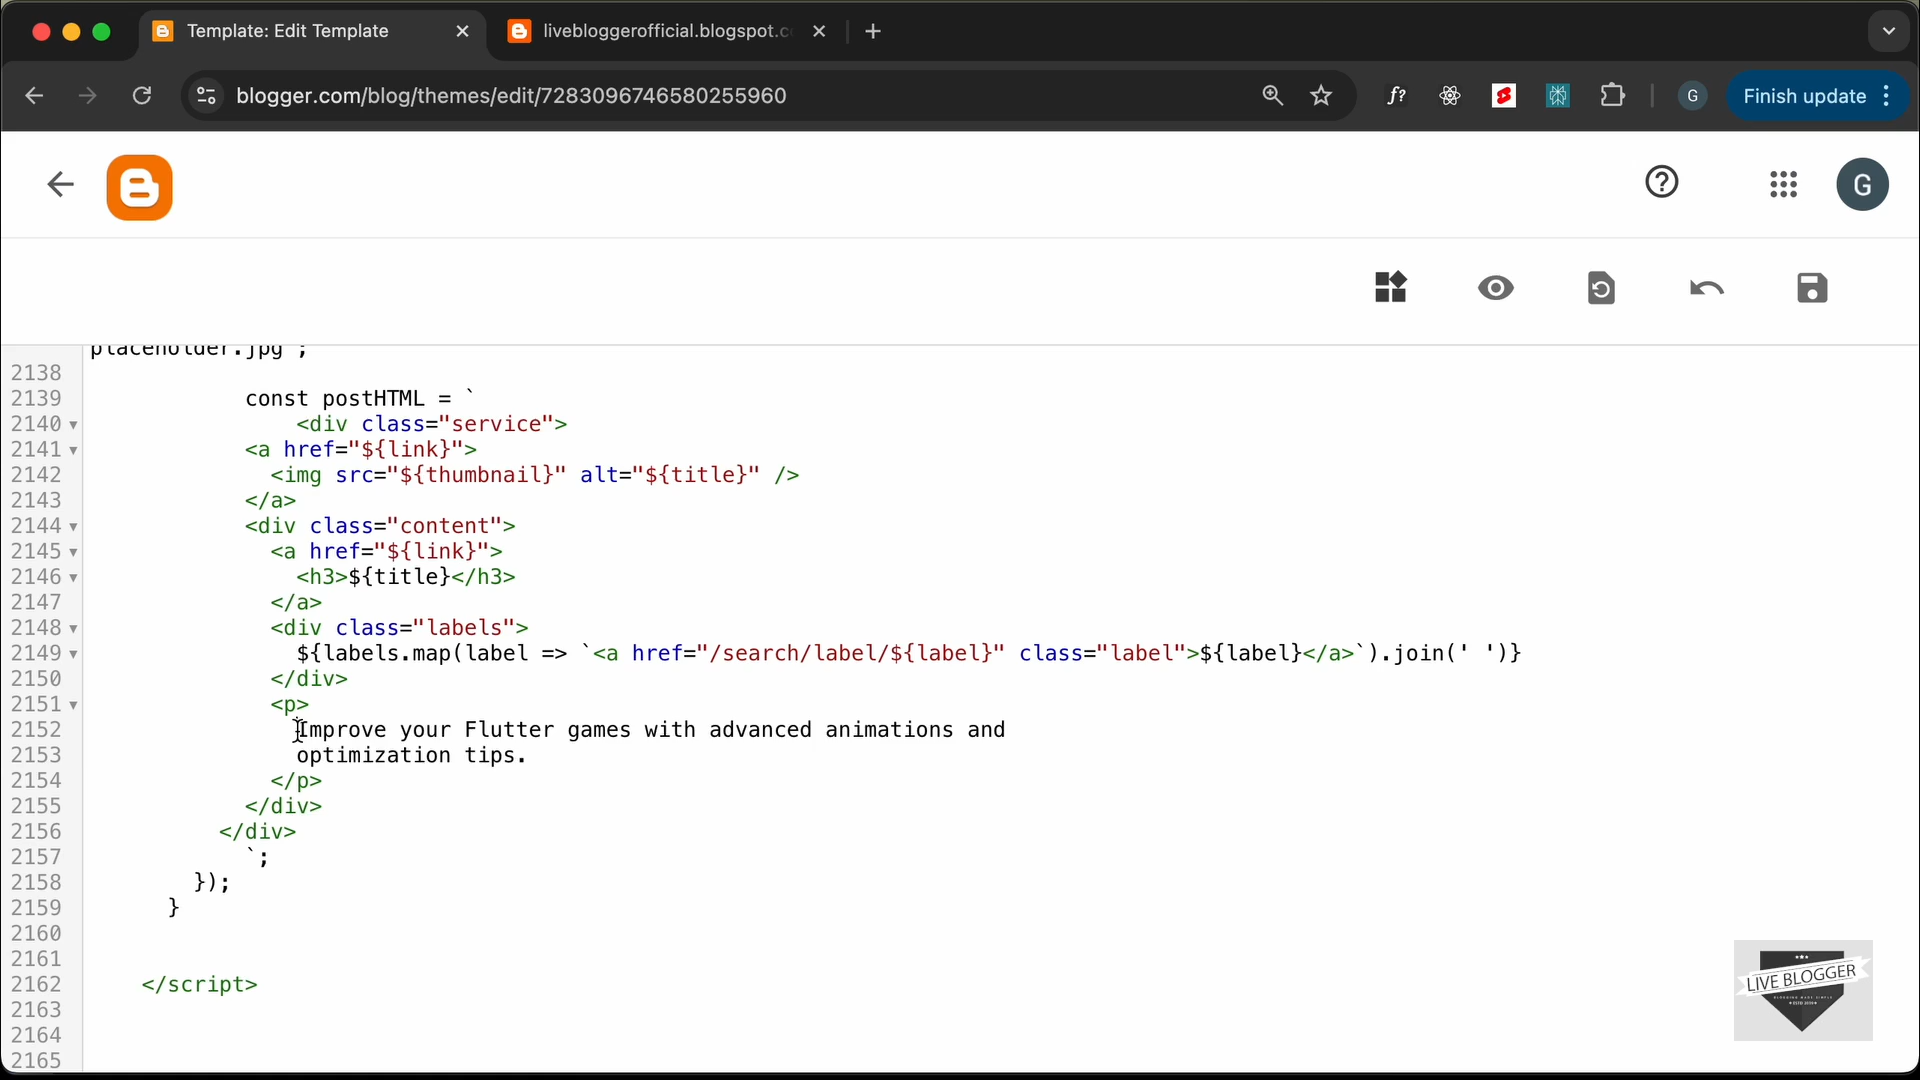 Template: Edit Template
livebloggerofficial.blogspot.c
blogger.com/blog/themes/edit/7283096746580255960
f?
G
Finish update
G
placeholder.jpg";
2138
2139 const postHTML = `
2140 <div class="service">
2141 <a href="${link}">
2142 <img src="${thumbnail}" alt="${title}" />
2143 </a>
2144 <div class="content">
2145 <a href="${link}">
2146 <h3>${title}</h3>
2147 </a>
2148 <div class="labels">
2149 ${labels.map(label => `<a href="/search/label/${label}" class="label">${label}</a>`).join(' ')}
2150 </div>
2151 <p>
2152 Improve your Flutter games with advanced animations and
2153 optimization tips.
2154 </p>
2155 </div>
2156 </div>
2157 `;
2158 });
2159 }
2160
2161
2162 </script>
2163
2164
2165
LIVE BLOGGER